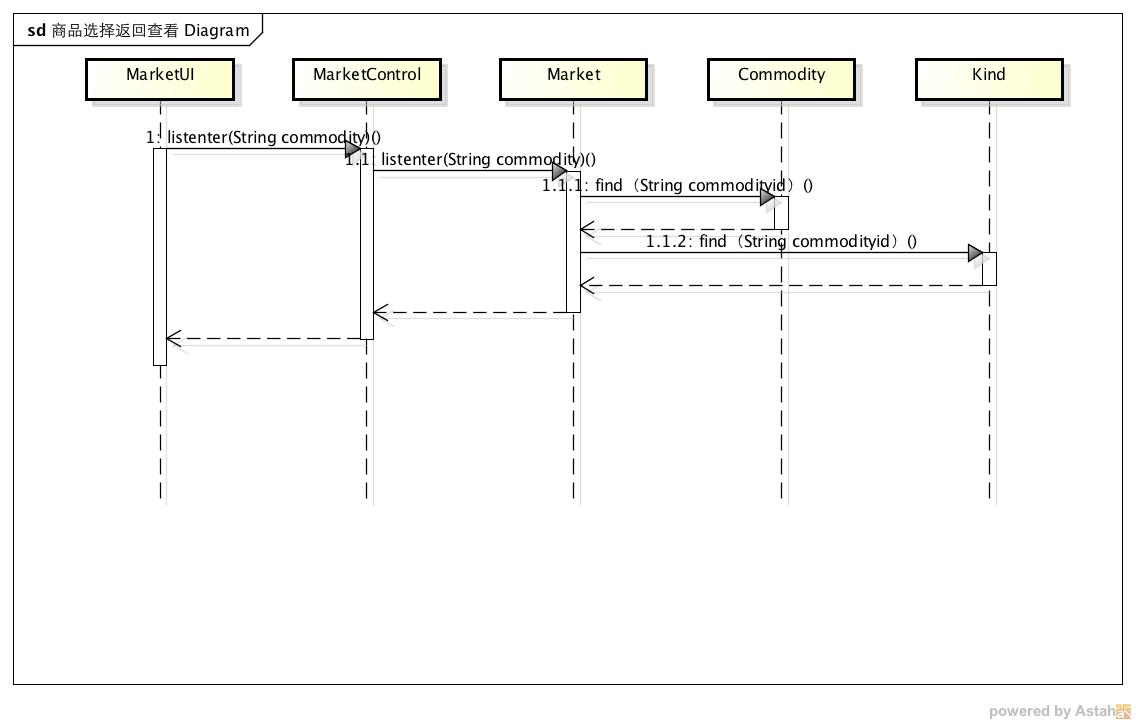 sd 商品选择返回查看 Diagram
MarketUI
MarketControl
Market
Commodity
Kind
1: listenter(String commodity)()
1.1: listenter(String commodity)()
1.1.1: find（String commodityid）()
1.1.2: find（String commodityid）()
powered by Astah